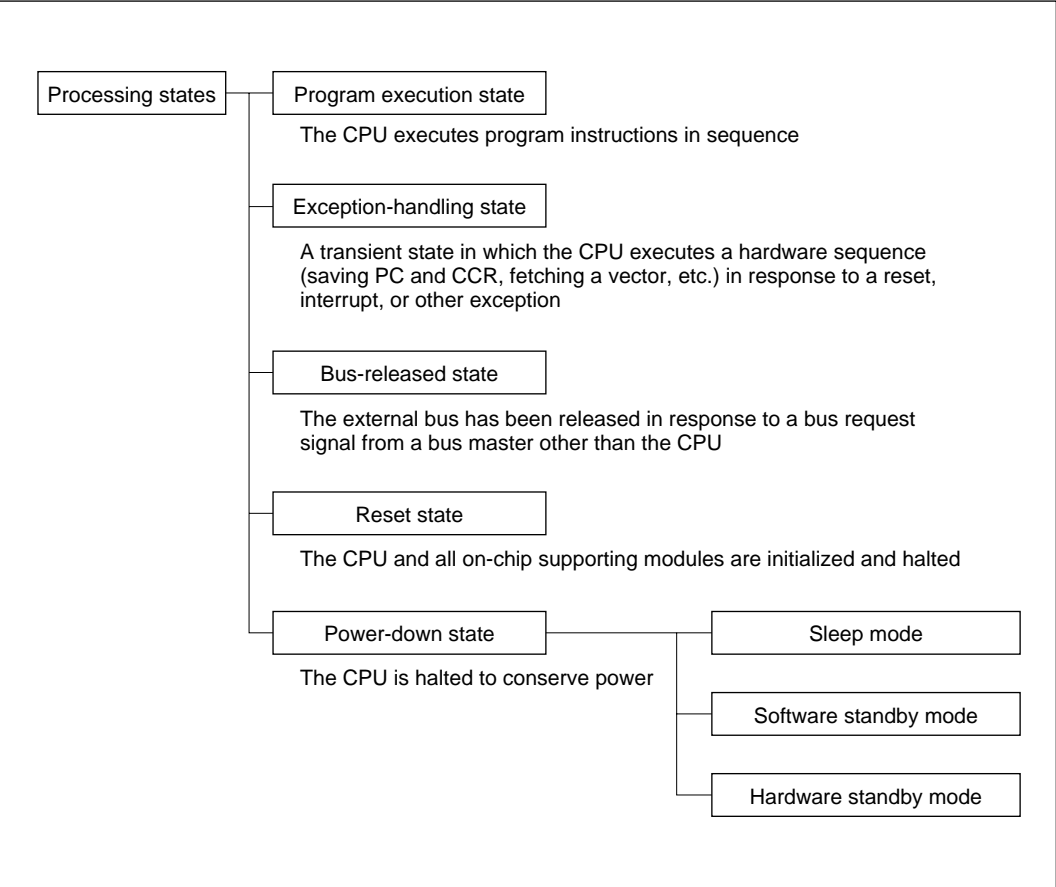 Processing states
Program execution state
The CPU executes program instructions in sequence
Exception-handling state
A transient state in which the CPU executes a hardware sequence
(saving PC and CCR, fetching a vector, etc.) in response to a reset,
interrupt, or other exception
Bus-released state
The external bus has been released in response to a bus request
signal from a bus master other than the CPU
Reset state
The CPU and all on-chip supporting modules are initialized and halted
Power-down state
The CPU is halted to conserve power
Sleep mode
Software standby mode
Hardware standby mode